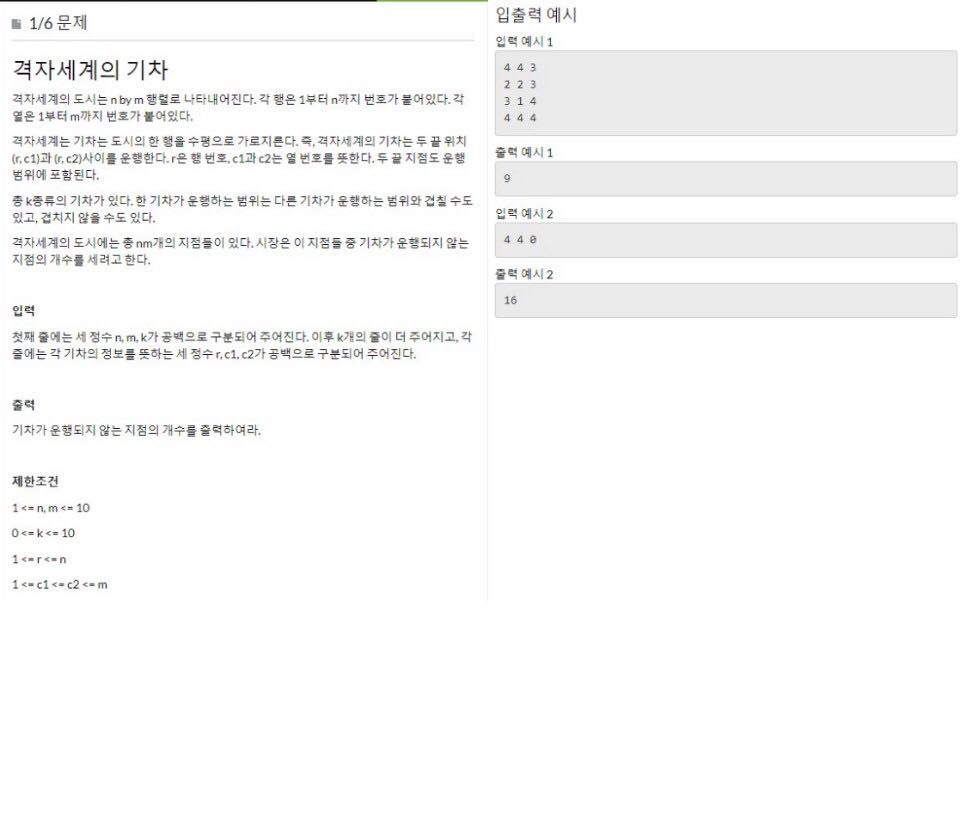 1/6 문제
격자세계의 기차
격자세계의 도시는 n by m 행렬로 나타내어진다. 각 행은 1부터 n까지 번호가 붙어있다. 각
열은 1부터 m까지 번호가 붙어있다.
격자세계는 기차는 도시의 한 행을 수평으로 가로지른다. 즉, 격자세계의 기차는 두 끝 위치
(r, c1)과 (r, c2)사이를 운행한다. r은 행 번호, c1과 c2는 열 번호를 뜻한다. 두 끝 지점도 운행
범위에 포함된다.
총 k종류의 기차가 있다. 한 기차가 운행하는 범위는 다른 기차가 운행하는 범위와 겹칠 수도
있고, 겹치지 않을 수도 있다.
격자세계의 도시에는 총 nm개의 지점들이 있다. 시장은 이 지점들 중 기차가 운행되지 않는
지점의 개수를 세려고 한다.
입력
첫째 줄에는 세 정수 n, m, k가 공백으로 구분되어 주어진다. 이후 k개의 줄이 더 주어지고, 각
줄에는 각 기차의 정보를 뜻하는 세 정수 r, c1, c2가 공백으로 구분되어 주어진다.
출력
기차가 운행되지 않는 지점의 개수를 출력하여라.
제한조건
1 <= n, m <= 10
0 <= k <= 10
1 <= r <= n
1 <= c1 <= c2 <= m
입출력 예시
입력 예시 1
4 4 3
2 2 3
3 1 4
4 4 4
출력 예시 1
9
입력 예시 2
4 4 0
출력 예시 2
16